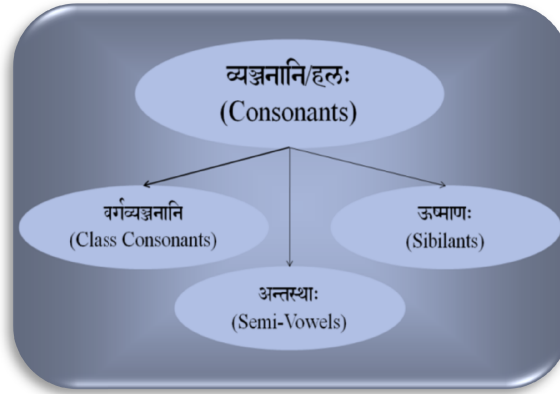 व्यञ्जनानि/हलः
(Consonants)
वर्गव्यञ्जनानि
(Class Consonants)
ऊष्माणः
(Sibilants)
अन्तस्थाः
(Semi-Vowels)